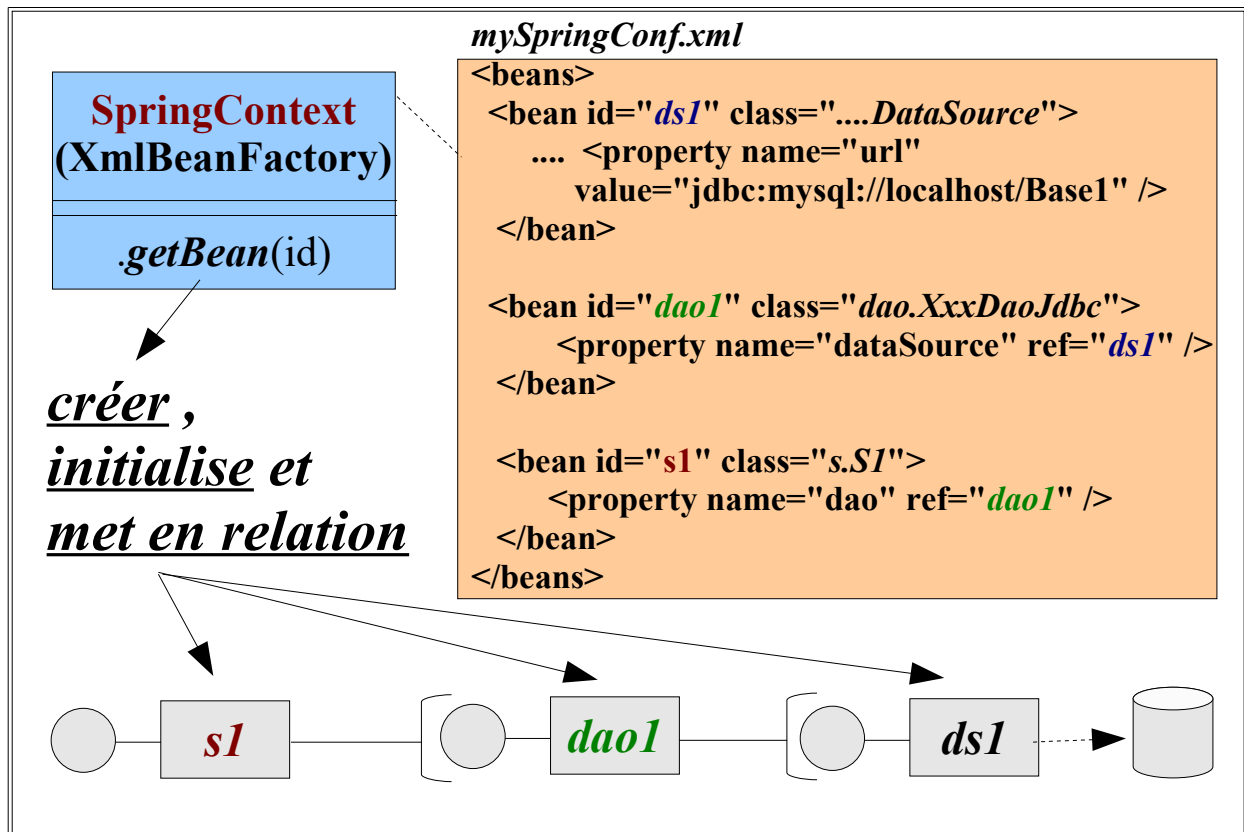 mySpringConf.xml
SpringContext
(XmlBeanFactory)
.getBean(id)
<beans>
<bean id="ds1" class="....DataSource">
.... <property name="url"
value="jdbc:mysql://localhost/Base1" />
</bean>
<bean id="dao1" class="dao.XxxDaoJdbc">
<property name="dataSource" ref="ds1" />
</bean>
<bean id="s1" class="s.S1">
<property name="dao" ref="dao1" />
</bean>
</beans>
créer ,
initialise et
met en relation
s1
dao1
ds1